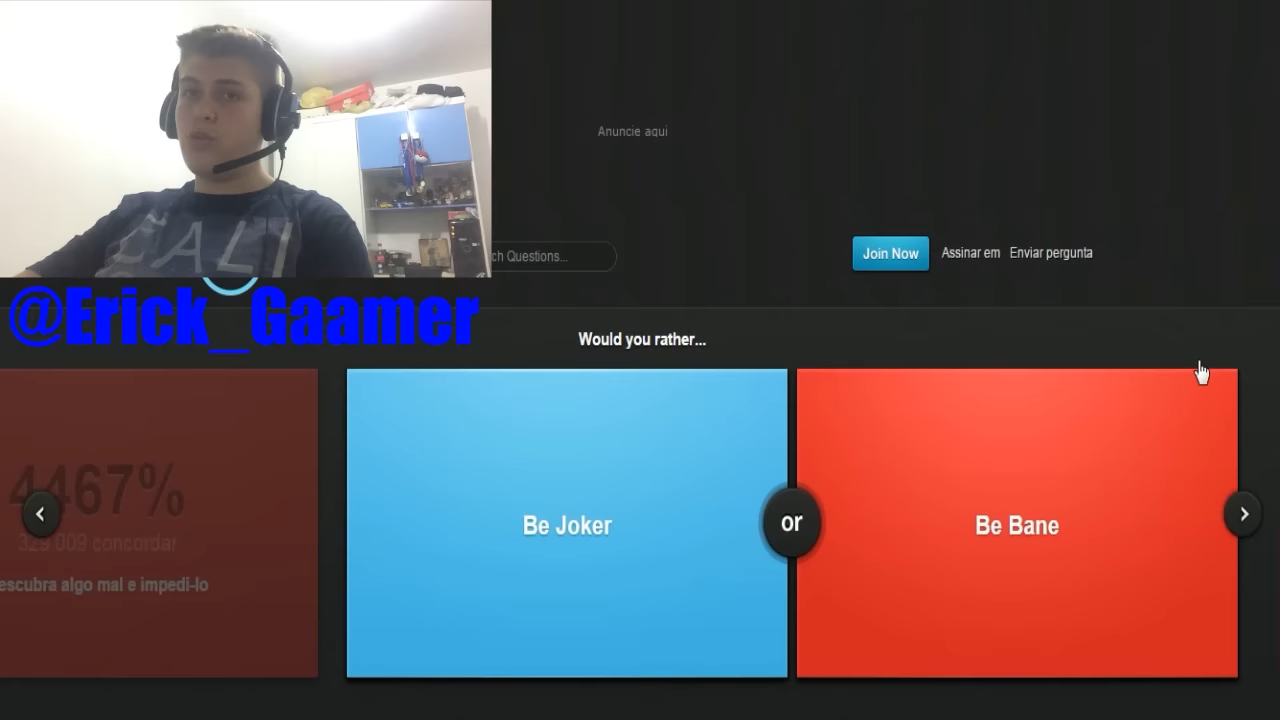 CALI
Anuncie aqui
ch Questions...
Join Now
Assinar em
Enviar pergunta
@Erick_Gaamer
Would you rather...
4467%
329 009 concordar
escubra algo mal e impedi-lo
Be Joker
or
Be Bane